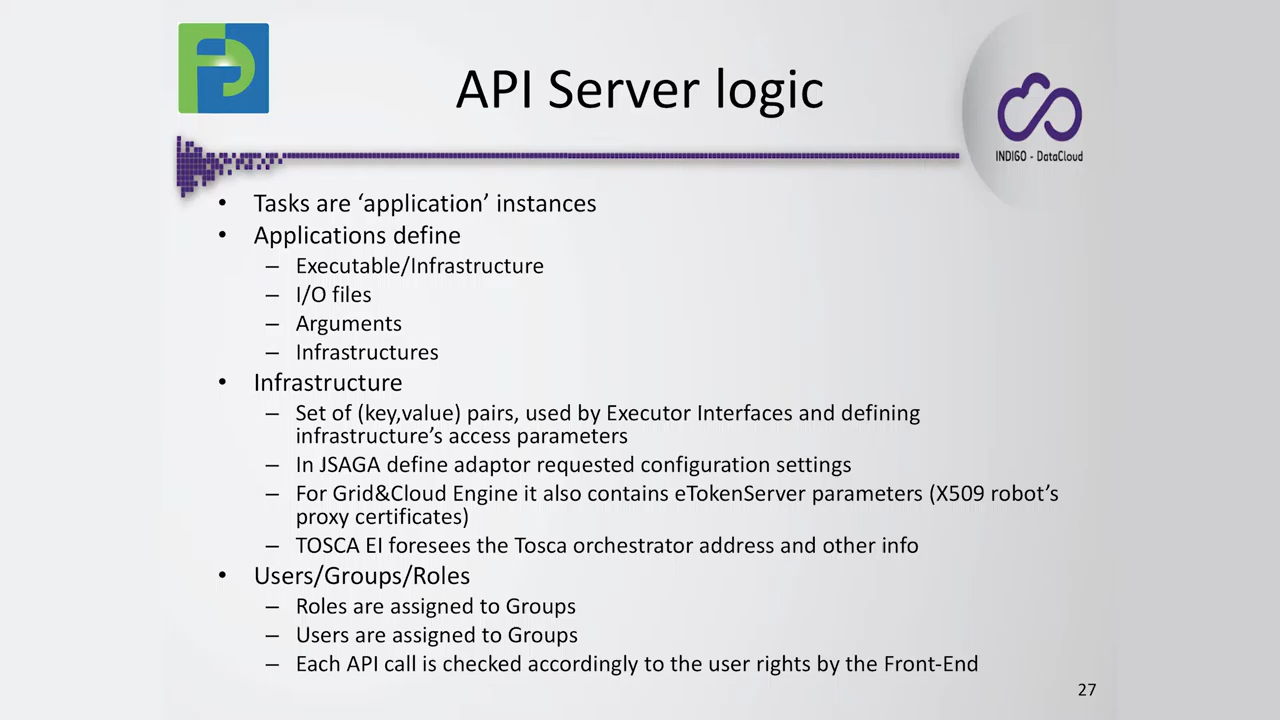 API Server logic
INDIGO - DataCloud
• Tasks are ‘application’ instances
• Applications define
– Executable/Infrastructure
– I/O files
– Arguments
– Infrastructures
• Infrastructure
– Set of (key,value) pairs, used by Executor Interfaces and defining
infrastructure’s access parameters
– In JSAGA define adaptor requested configuration settings
– For Grid&Cloud Engine it also contains eTokenServer parameters (X509 robot’s
proxy certificates)
– TOSCA EI foresees the Tosca orchestrator address and other info
• Users/Groups/Roles
– Roles are assigned to Groups
– Users are assigned to Groups
– Each API call is checked accordingly to the user rights by the Front-End
27